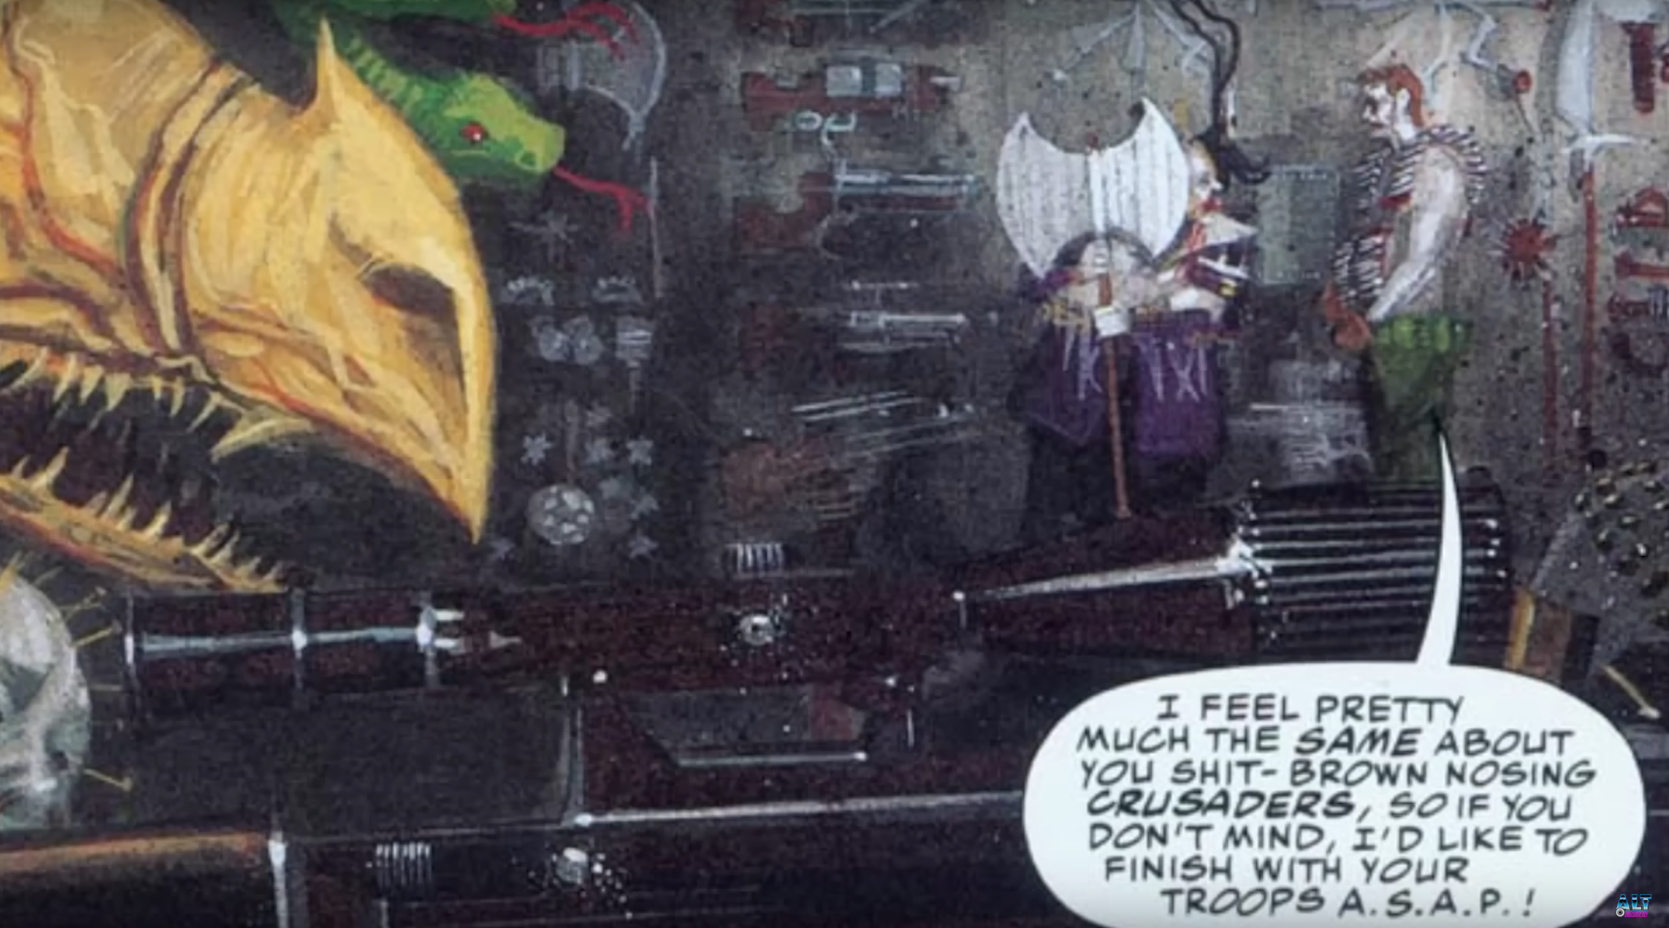 I FEEL PRETTY
MUCH THE SAME ABOUT
YOU SHIT-BROWN NOSING
CRUSADERS, SO IF YOU
DON'T MIND, I'D LIKE TO
FINISH WITH YOUR
TROOPS A.S.A.P.!
ALT